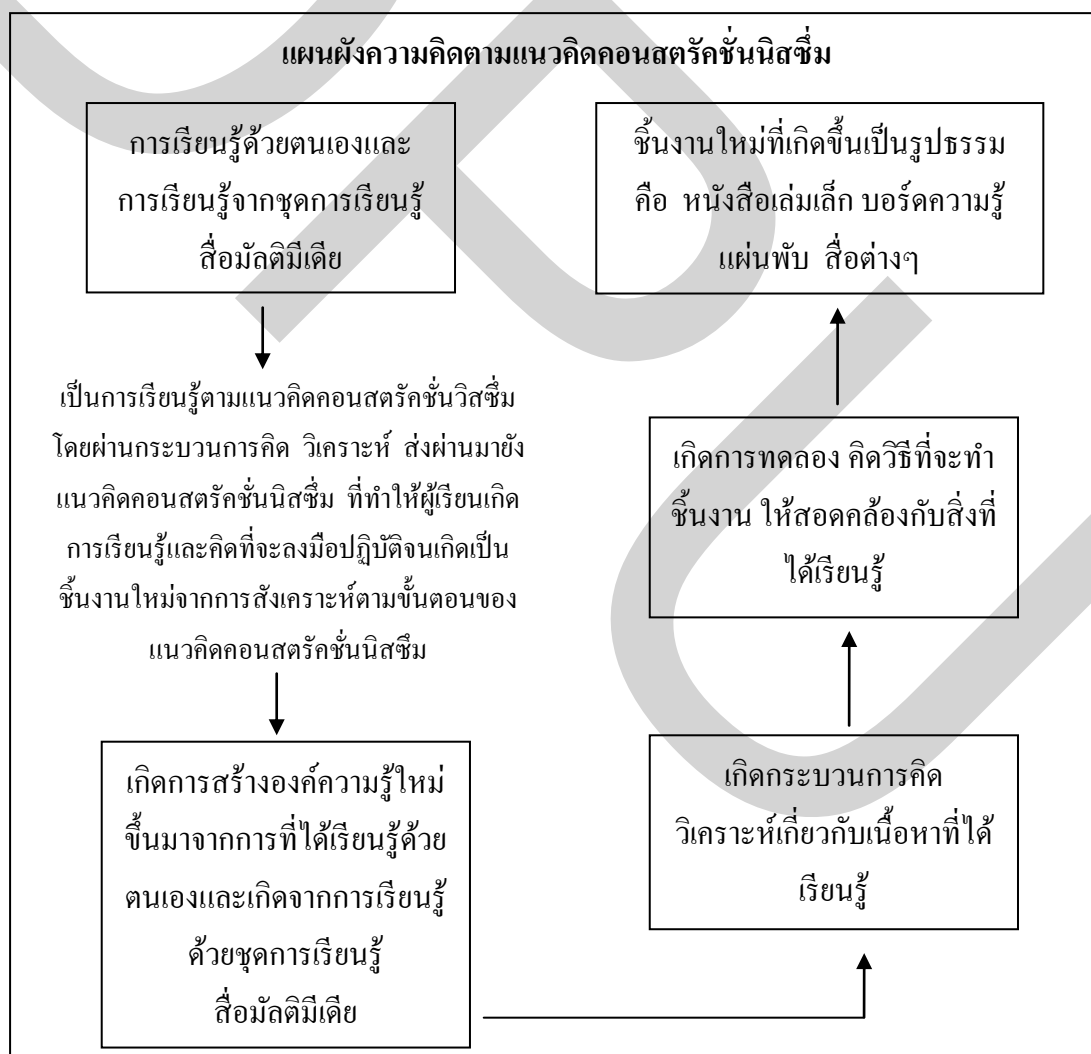 แผนผังความคิดตามแนวคิดคอนสตรัคชั่นนิสซึ่ม
การเรียนรู้ด้วยตนเองและ
การเรียนรู้จากชุดการเรียนรู้
สื่อมัลติมีเดีย
เป็นการเรียนรู้ตามแนวคิดคอนสตรัคชั่นวิสซึ่ม
โดยผ่านกระบวนการคิด วิเคราะห์ ส่งผ่านมายัง
แนวคิดคอนสตรัคชั่นนิสซึ่ม ที่ทำให้ผู้เรียนเกิด
การเรียนรู้และคิดที่จะลงมือปฏิบัติจนเกิดเป็น
ชิ้นงานใหม่จากการสังเคราะห์ตามขั้นตอนของ
แนวคิดคอนสตรัคชั่นนิสซึม
เกิดการสร้างองค์ความรู้ใหม่
ขึ้นมาจากการที่ได้เรียนรู้ด้วย
ตนเองและเกิดจากการเรียนรู้
ด้วยชุดการเรียนรู้
สื่อมัลติมีเดีย
เกิดกระบวนการคิด
วิเคราะห์เกี่ยวกับเนื้อหาที่ได้
เรียนรู้
เกิดการทดลอง คิดวิธีที่จะทำ
ชิ้นงาน ให้สอดคล้องกับสิ่งที่
ได้เรียนรู้
ชิ้นงานใหม่ที่เกิดขึ้นเป็นรูปธรรม
คือ หนังสือเล่มเล็ก บอร์ดความรู้
แผ่นพับ สื่อต่างๆ